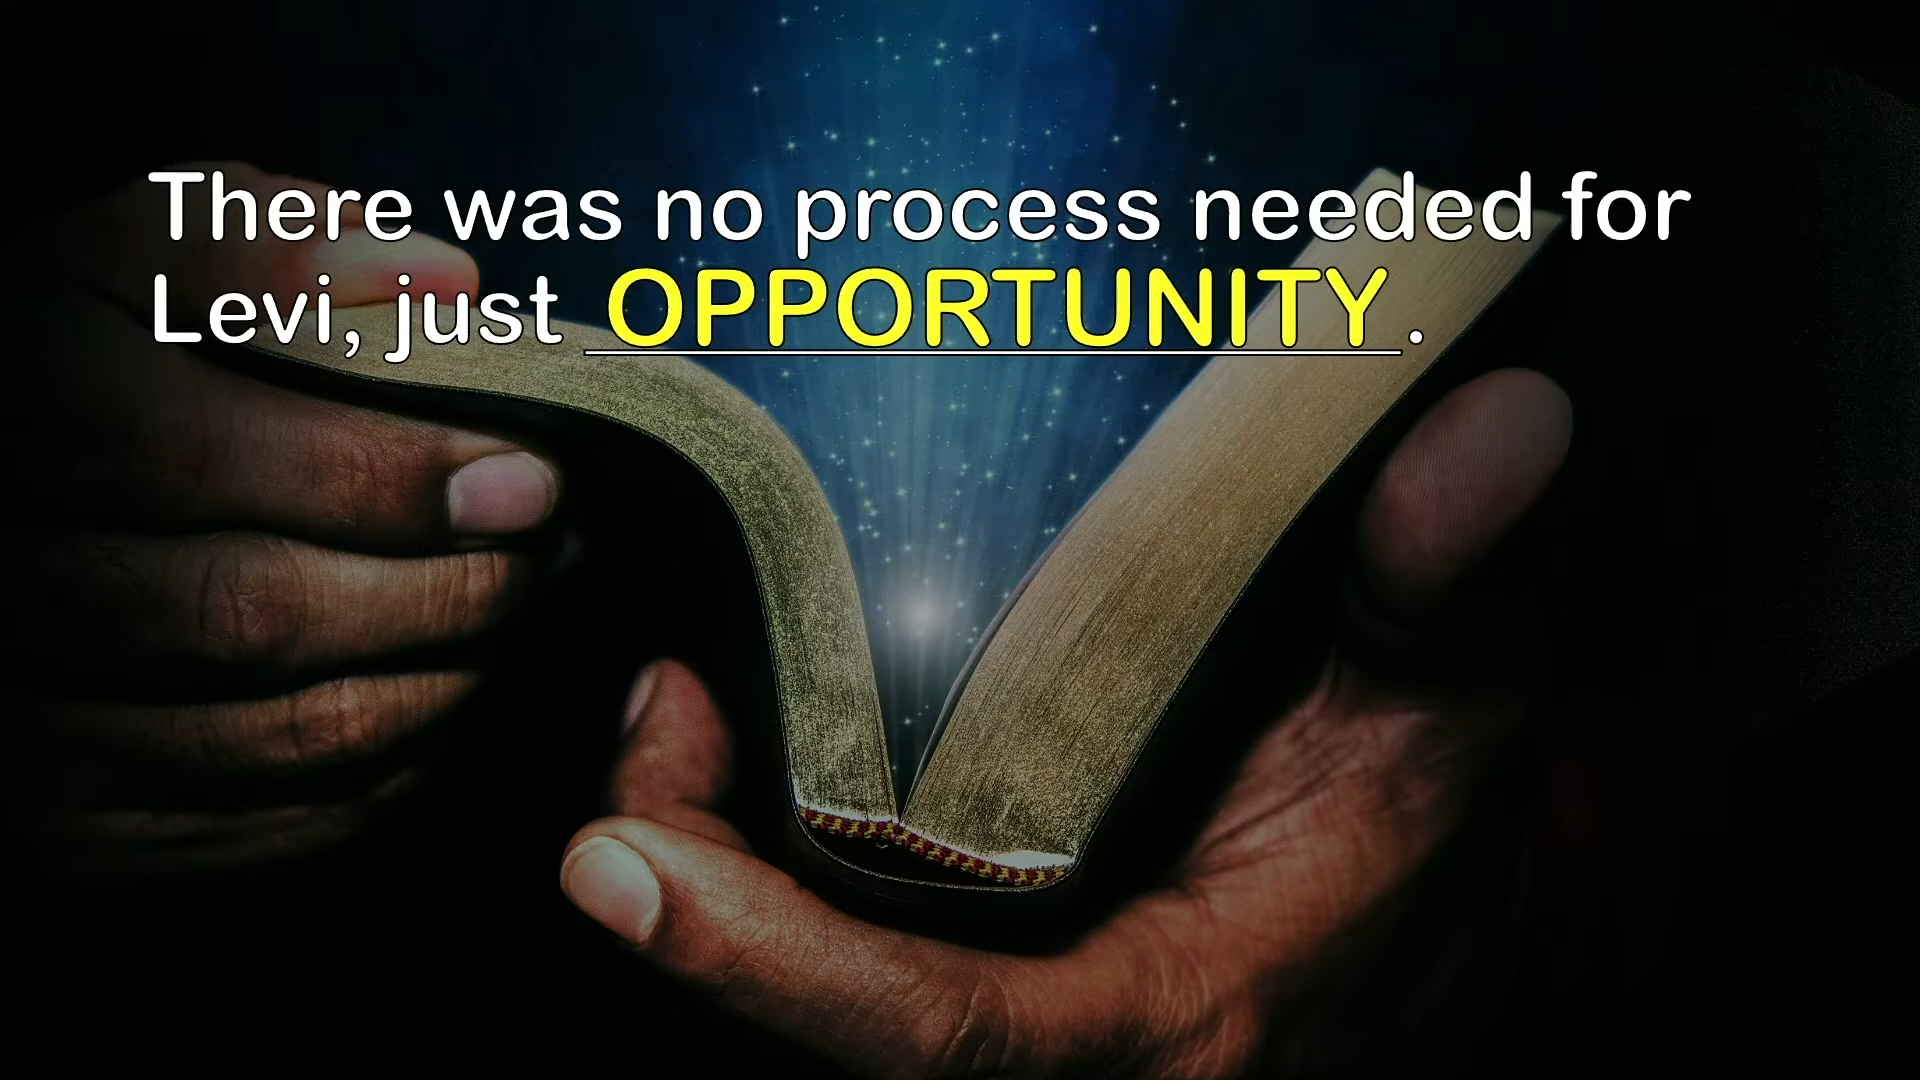 There was no process needed for
Levi, just OPPORTUNITY.